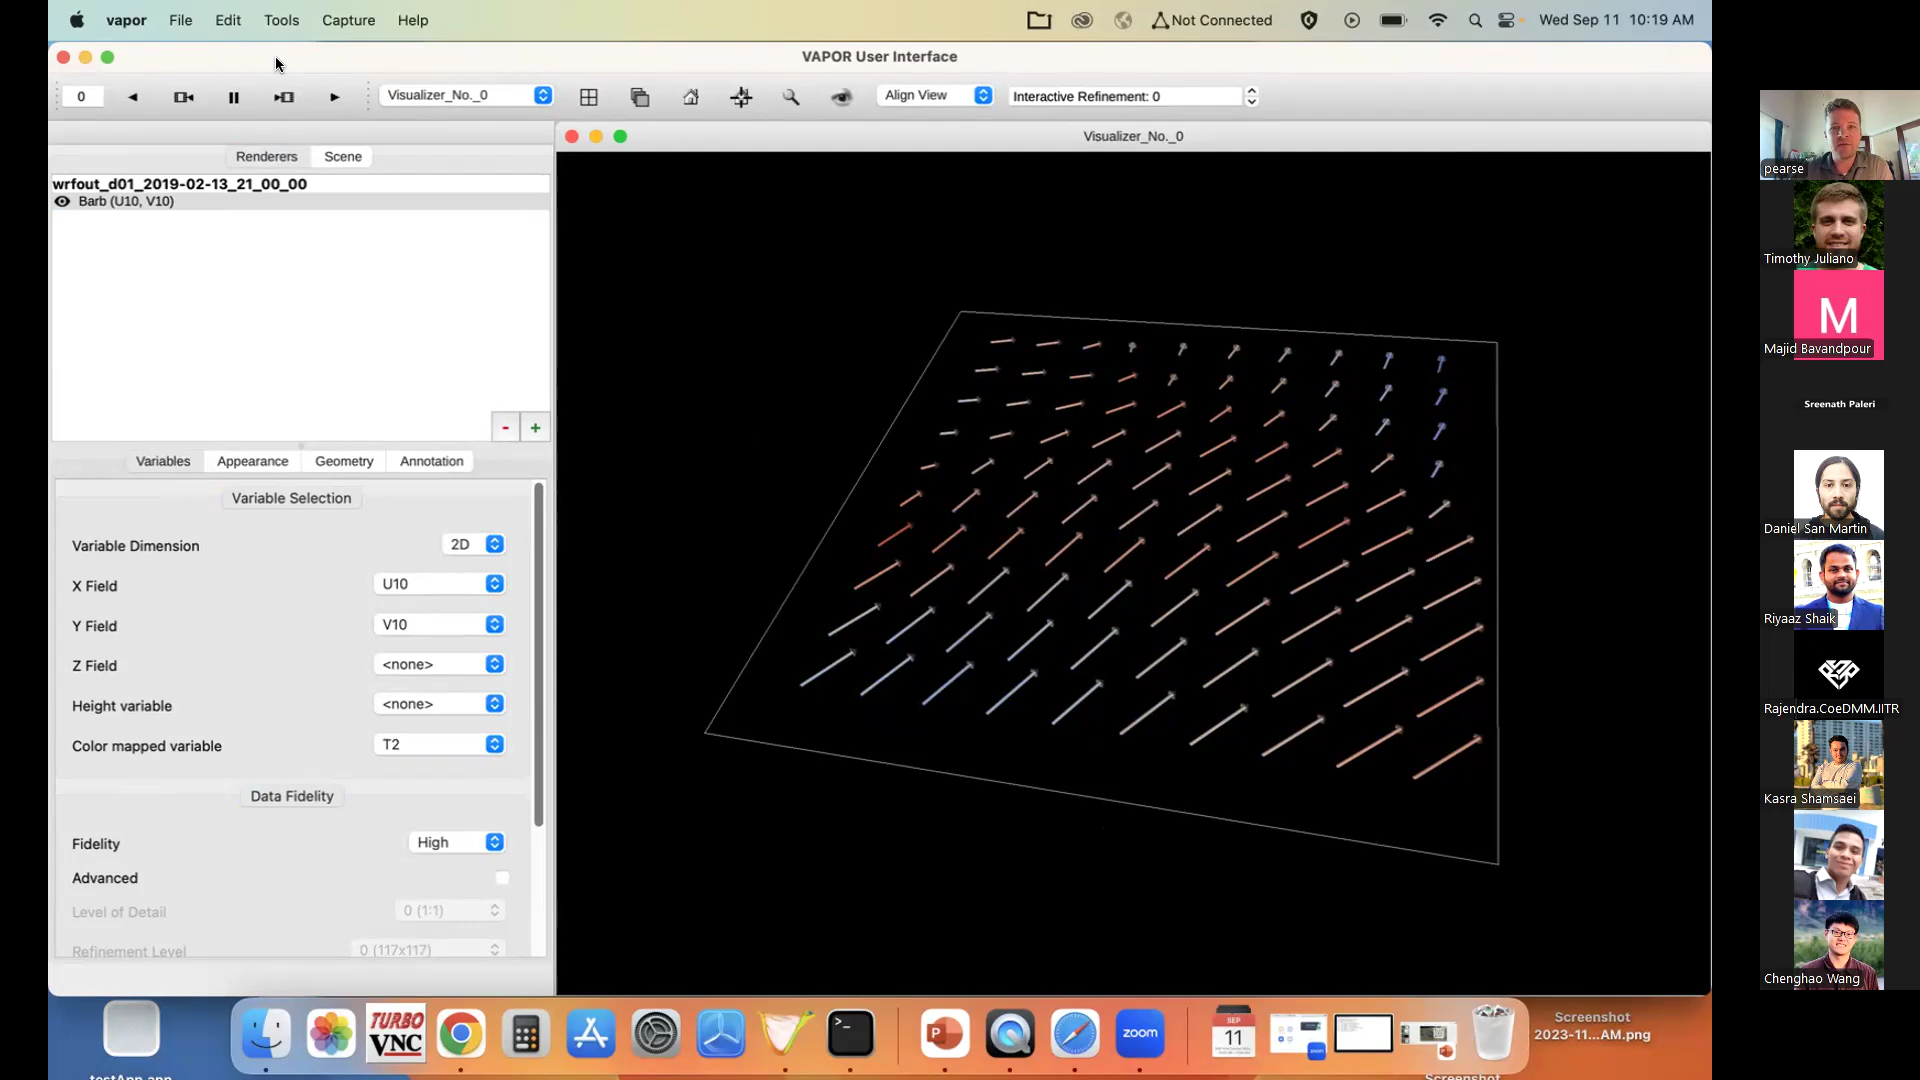 vapor File Edit Tools Capture Help Not Connected Wed Sep 11 10:19 AM
VAPOR User Interface
0 Visualizer_No._0 Align View Interactive Refinement: 0
Visualizer_No._0
Renderers Scene
wrfout_d01_2019-02-13_21_00_00
Barb (U10, V10)
- +
Variables Appearance Geometry Annotation
Variable Selection
Variable Dimension 2D
X Field U10
Y Field V10
Z Field <none>
Height variable <none>
Color mapped variable T2
Data Fidelity
Fidelity High
Advanced
Level of Detail 0 (1:1)
Refinement Level 0 (117x117)
pearse
Timothy Juliano
M
Majid Bavandpour
Sreenath Paleri
Daniel San Martin
Riyaaz Shaik
Rajendra.CoeDMM.IITR
Kasra Shamsaei
Chenghao Wang
TURBO
VNC
>_
P
zoom
SEP
11
Screenshot
2023-11...AM.png
testApp.app
Screenshot